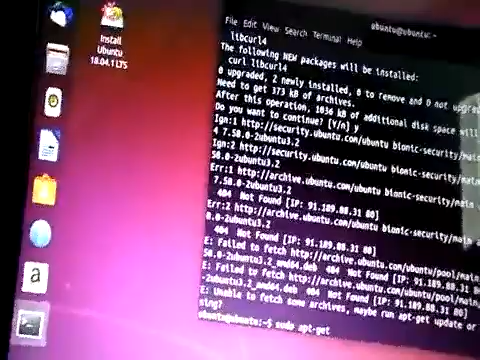 Install
Ubuntu
18.04.1 LTS
a
ubuntu@ubuntu: ~
File Edit View Search Terminal Help
libcurl4
The following NEW packages will be installed:
curl libcurl4
0 upgraded, 2 newly installed, 0 to remove and 0 not upgrad
Need to get 373 kB of archives.
After this operation, 1036 kB of additional disk space will
Do you want to continue? [Y/n] y
Ign:1 http://security.ubuntu.com/ubuntu bionic-security/mai
4 7.58.0-2ubuntu3.2
Ign:2 http://security.ubuntu.com/ubuntu bionic-security/main
58.0-2ubuntu3.2
Err:1 http://archive.ubuntu.com/ubuntu bionic-security/main
7.58.0-2ubuntu3.2
404 Not Found [IP: 91.189.88.31 80]
Err:2 http://archive.ubuntu.com/ubuntu bionic-security/main a
8.0-2ubuntu3.2
404 Not Found [IP: 91.189.88.31 80]
E: Failed to fetch http://archive.ubuntu.com/ubuntu/pool/main/
58.0-2ubuntu3.2_amd64.deb 404 Not Found [IP: 91.189.88.31 80]
E: Failed to fetch http://archive.ubuntu.com/ubuntu/pool/main/
-2ubuntu3.2_amd64.deb 404 Not Found [IP: 91.189.88.31 80]
E: Unable to fetch some archives, maybe run apt-get update or
sing?
ubuntu@ubuntu:~$ sudo apt-get